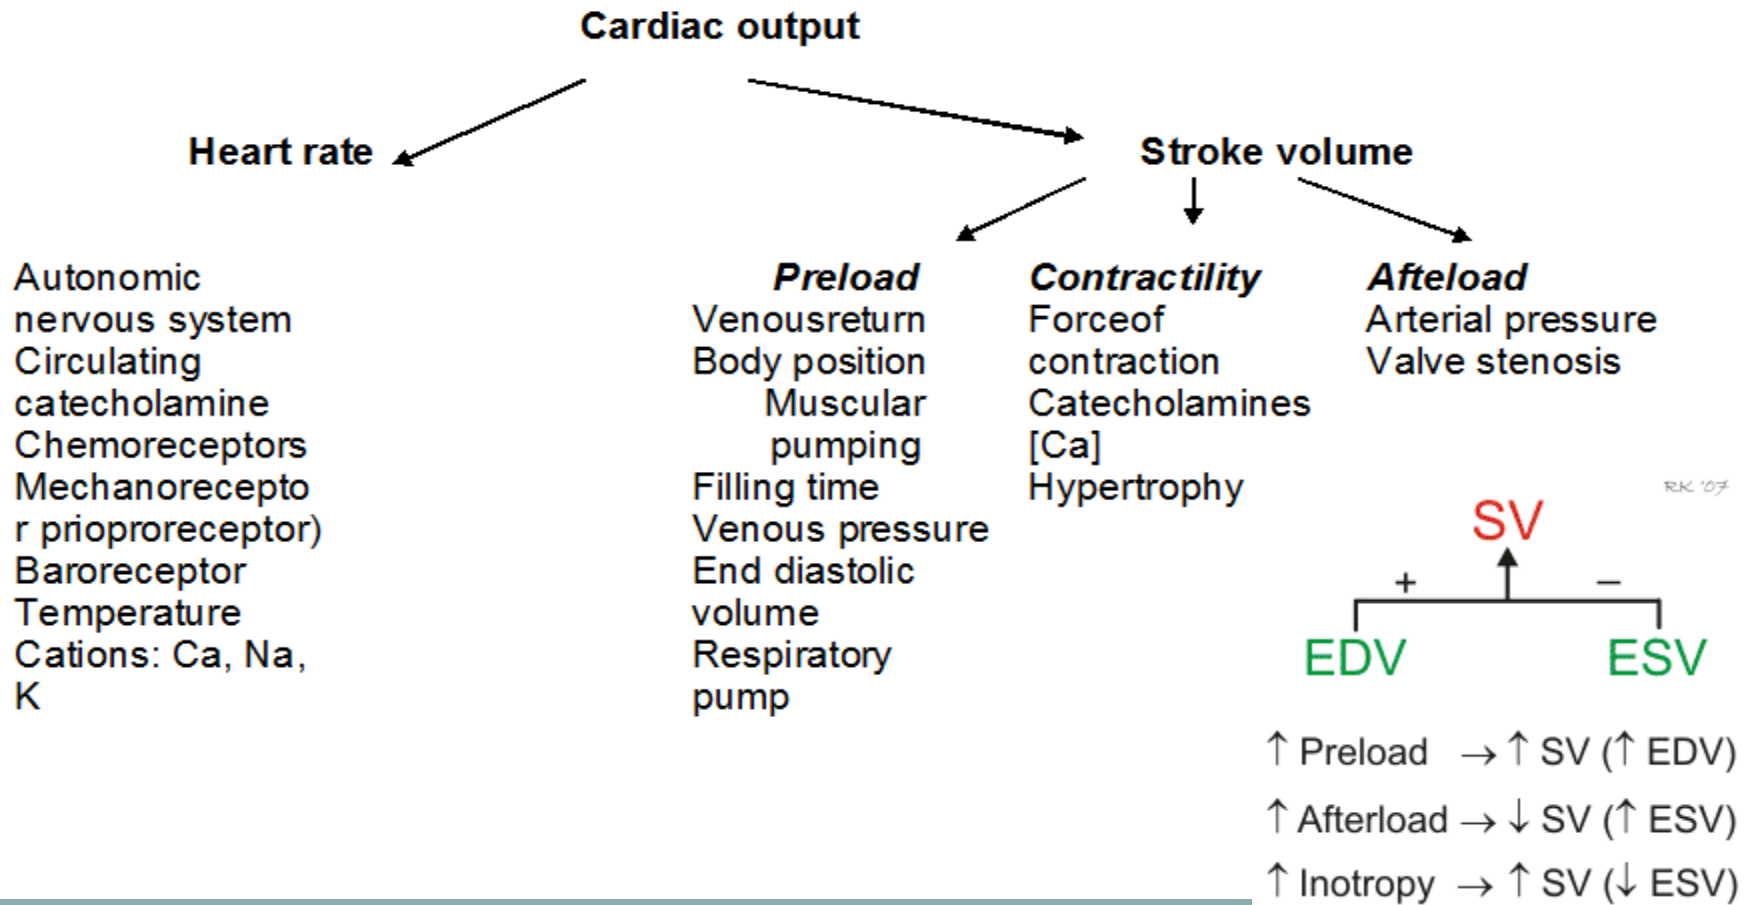 Cardiac output
Heart rate
Stroke volume
Autonomic
nervous system
Circulating
catecholamine
Chemoreceptors
Mechanorecepto
r prioproreceptor)
Baroreceptor
Temperature
Cations: Ca, Na,
K
Preload
Venousreturn
Body position
Muscular
pumping
Filling time
Venous pressure
End diastolic
volume
Respiratory
pump
Contractility
Forceof
contraction
Catecholamines
[Ca]
Hypertrophy
Afteload
Arterial pressure
Valve stenosis
RK '07
SV
+ −
EDV ESV
↑ Preload → ↑ SV (↑ EDV)
↑ Afterload → ↓ SV (↑ ESV)
↑ Inotropy → ↑ SV (↓ ESV)